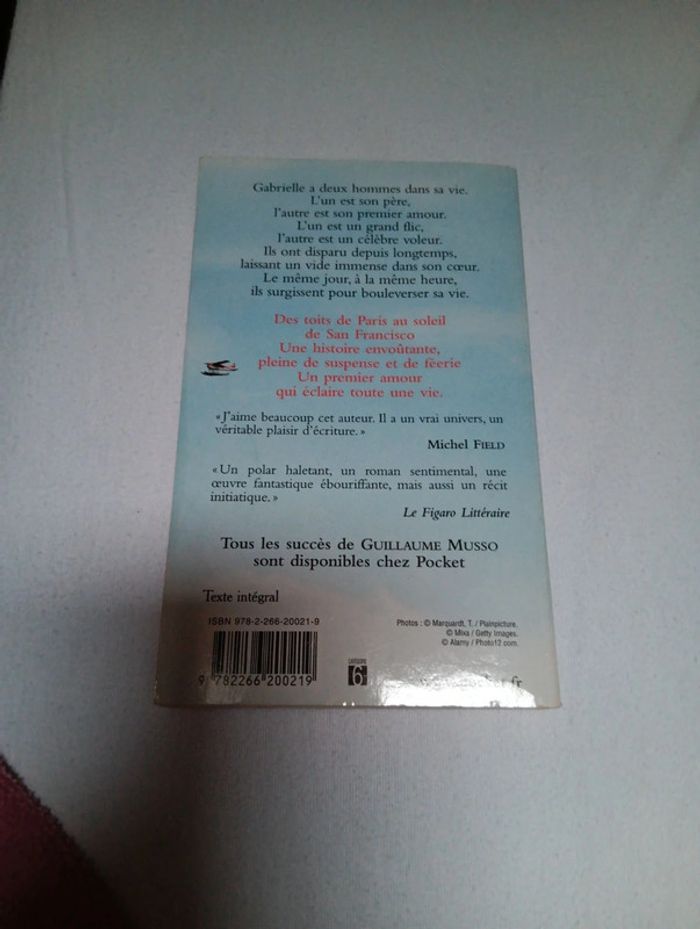 Gabrielle a deux hommes dans sa vie.
L'un est son père,
l'autre est son premier amour.
L'un est un grand flic,
l'autre est un célèbre voleur.
Ils ont disparu depuis longtemps,
laissant un vide immense dans son cœur.
Le même jour, à la même heure,
ils surgissent pour bouleverser sa vie.
Des toits de Paris au soleil
de San Francisco
Une histoire envoûtante,
pleine de suspense et de féerie
Un premier amour
qui éclaire toute une vie.
«J'aime beaucoup cet auteur. Il a un vrai univers, un
véritable plaisir d'écriture.»
Michel FIELD
«Un polar haletant, un roman sentimental, une
œuvre fantastique ébouriffante, mais aussi un récit
initiatique.»
Le Figaro Littéraire
Tous les succès de GUILLAUME MUSSO
sont disponibles chez Pocket
Texte intégral
ISBN 978-2-266-20021-9
Photos : © Marquardt, T. / Plainpicture.
© Mixa / Getty Images.
© Alamy / Photo12.com.
9 782266 200219
CATÉGORIE
6